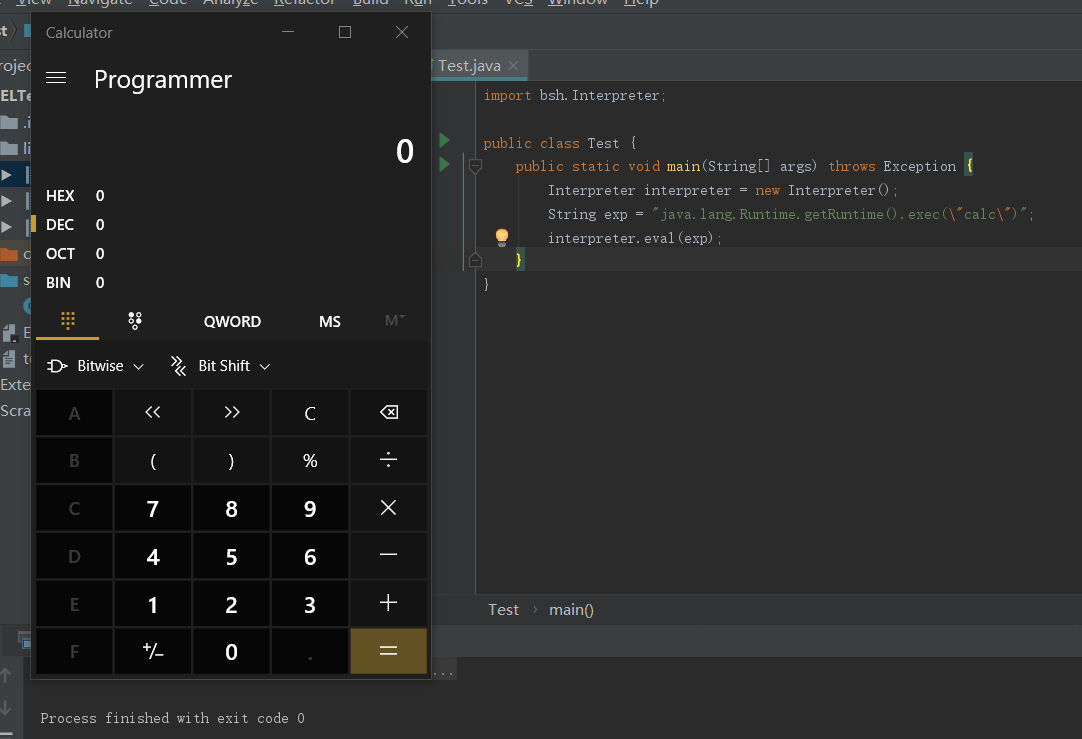 View Navigate Code Analyze Refactor Build Run Tools VCS Window Help
Calculator
Programmer
0
HEX 0
DEC 0
OCT 0
BIN 0
QWORD MS M
Bitwise Bit Shift
A << >> C
B ( ) % ÷
C 7 8 9 ×
D 4 5 6 −
E 1 2 3 +
F +/− 0 . =
Test.java
import bsh.Interpreter;
public class Test {
public static void main(String[] args) throws Exception {
Interpreter interpreter = new Interpreter();
String exp = "java.lang.Runtime.getRuntime().exec(\"calc\")";
interpreter.eval(exp);
}
}
Test › main()
...
Process finished with exit code 0